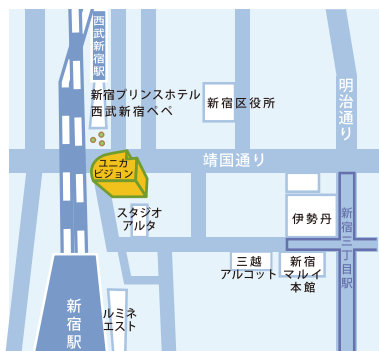 西武新宿駅
新宿プリンスホテル
西武新宿ペペ
新宿区役所
明治通り
靖国通り
ユニカ
ビジョン
スタジオ
アルタ
伊勢丹
新宿三丁目駅
三越
アルコット
新宿
マルイ
本館
新宿駅
ルミネ
エスト